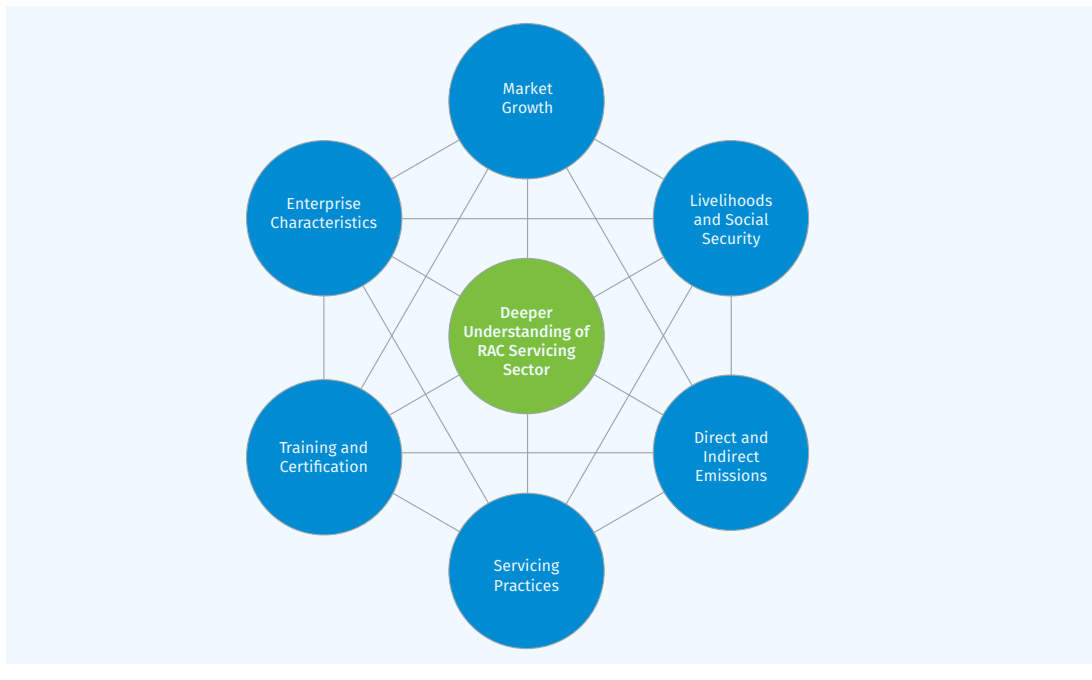 Market
Growth
Enterprise
Characteristics
Livelihoods
and Social
Security
Deeper
Understanding of
RAC Servicing
Sector
Training and
Certification
Direct and
Indirect
Emissions
Servicing
Practices